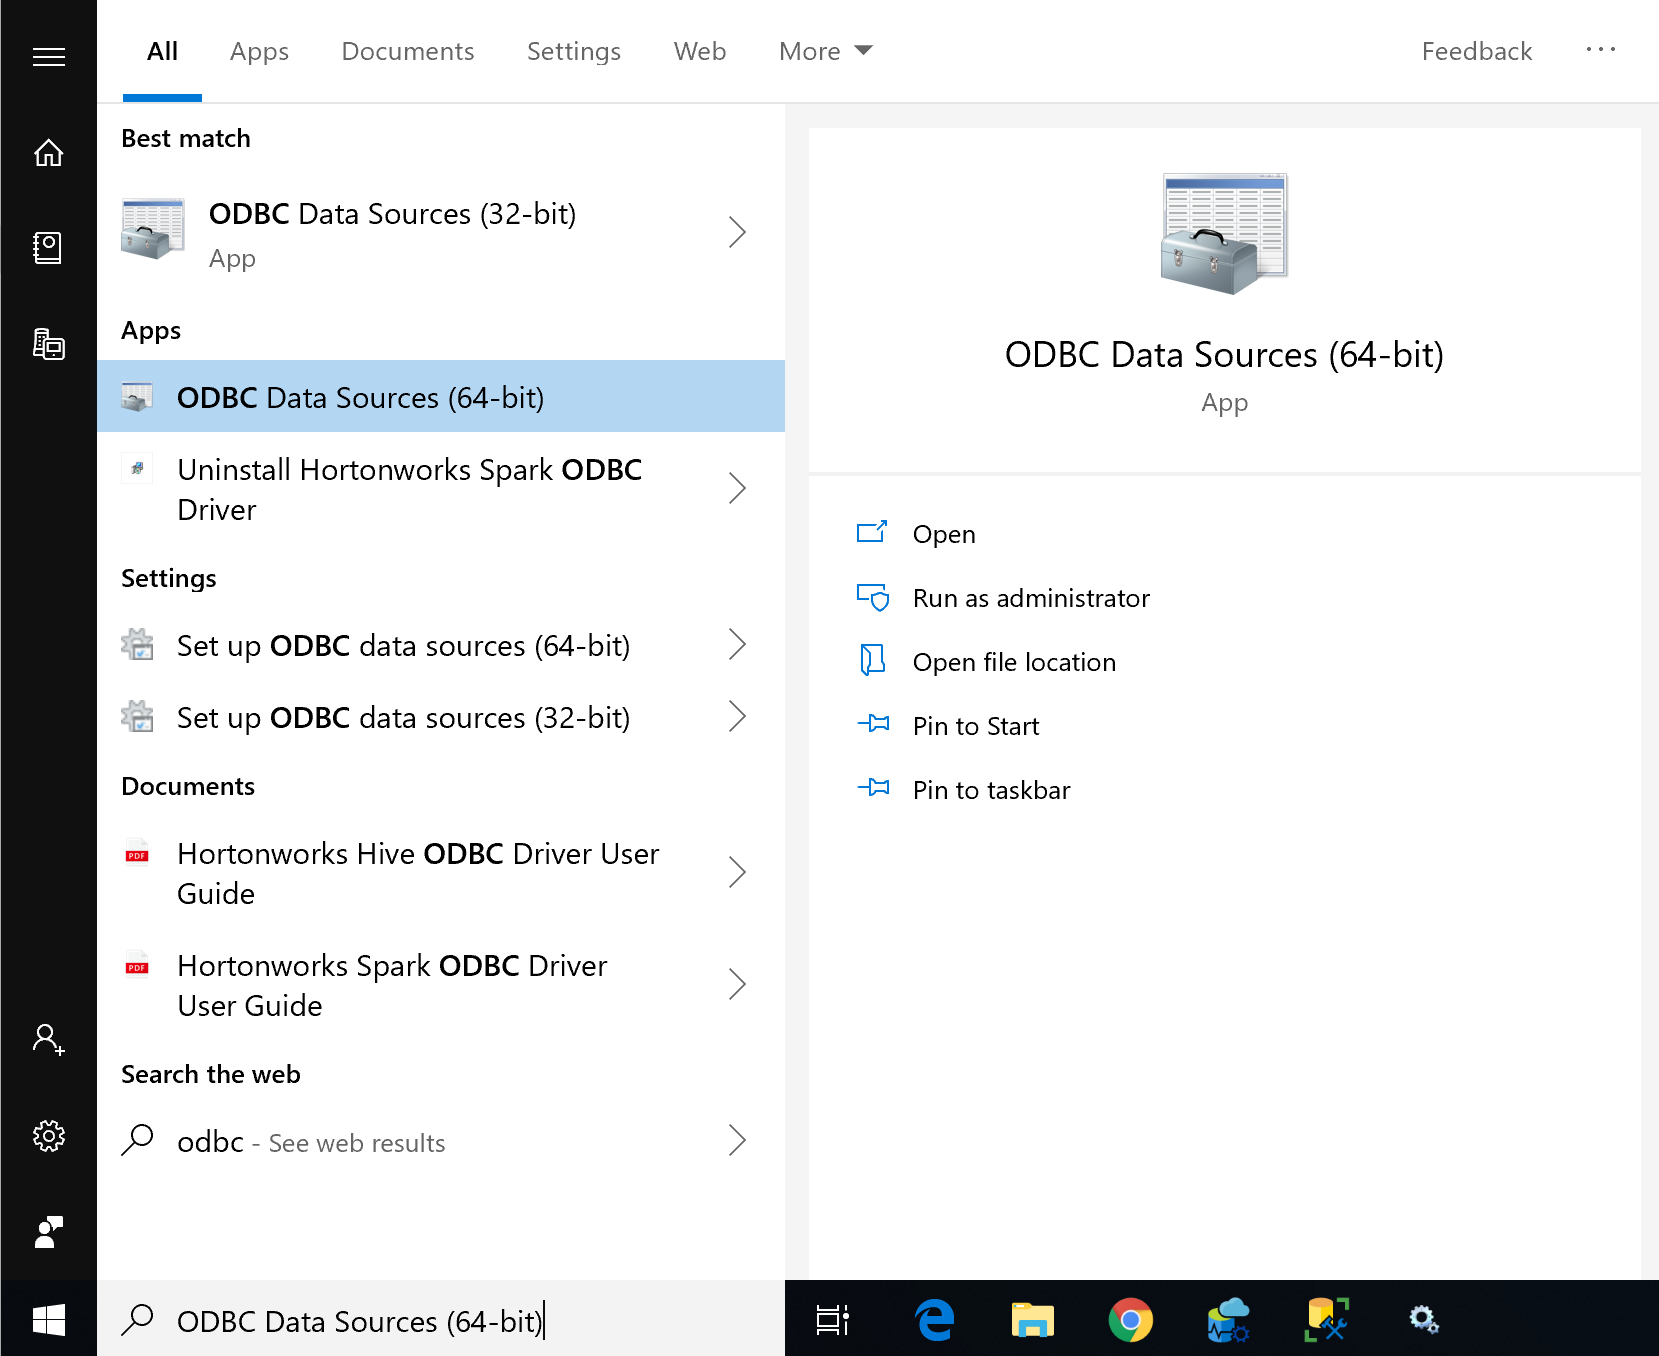 All Apps Documents Settings Web More Feedback ...
Best match
ODBC Data Sources (32-bit)
App
Apps
ODBC Data Sources (64-bit)
Uninstall Hortonworks Spark ODBC
Driver
Settings
Set up ODBC data sources (64-bit)
Set up ODBC data sources (32-bit)
Documents
PDF
Hortonworks Hive ODBC Driver User
Guide
PDF
Hortonworks Spark ODBC Driver
User Guide
Search the web
odbc - See web results
ODBC Data Sources (64-bit)
App
Open
Run as administrator
Open file location
Pin to Start
Pin to taskbar
ODBC Data Sources (64-bit)